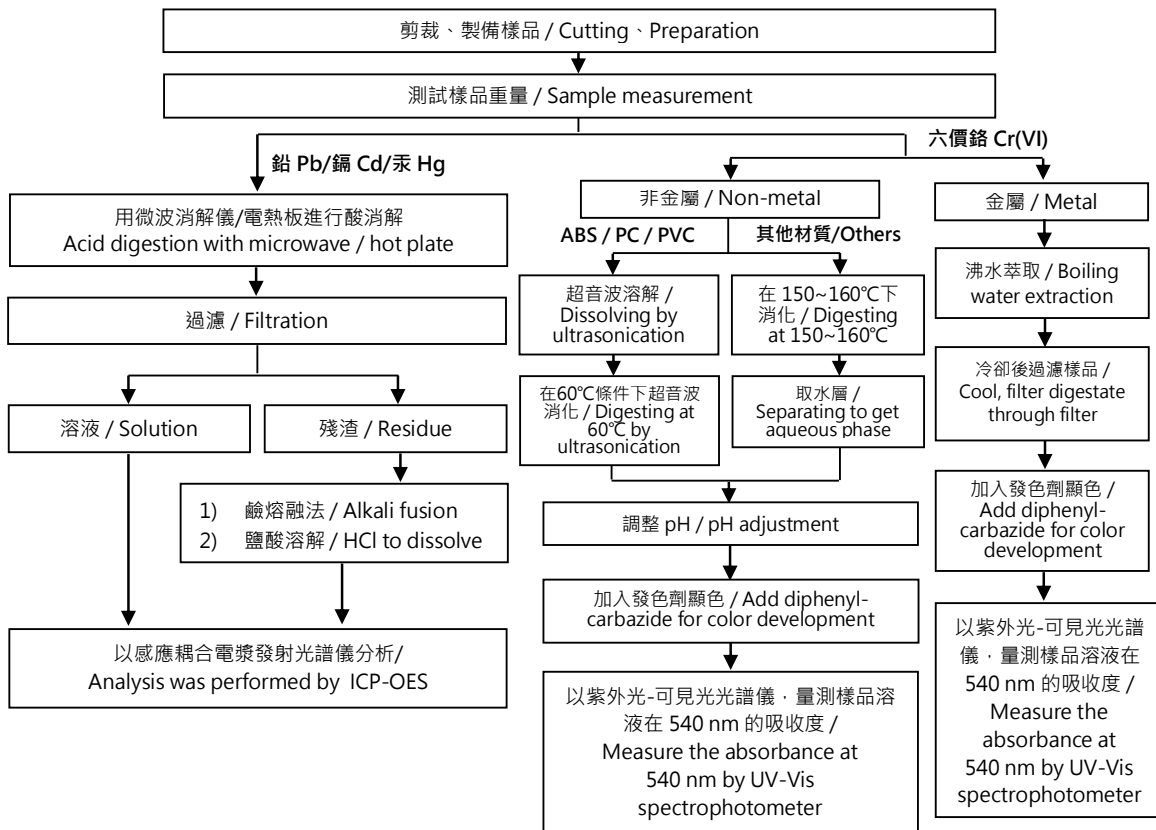 剪裁、製備樣品 / Cutting、Preparation
測試樣品重量 / Sample measurement
鉛 Pb/鎘 Cd/汞 Hg
六價鉻 Cr(VI)
用微波消解儀/電熱板進行酸消解
Acid digestion with microwave / hot plate
過濾 / Filtration
溶液 / Solution
殘渣 / Residue
1) 鹼熔融法 / Alkali fusion
2) 鹽酸溶解 / HCl to dissolve
以感應耦合電漿發射光譜儀分析/
Analysis was performed by ICP-OES
非金屬 / Non-metal
ABS / PC / PVC
其他材質/Others
超音波溶解 /
Dissolving by
ultrasonication
在60℃條件下超音波
消化 / Digesting at
60℃ by
ultrasonication
在 150~160℃下
消化 / Digesting
at 150~160℃
取水層 /
Separating to get
aqueous phase
調整 pH / pH adjustment
加入發色劑顯色 / Add diphenyl-
carbazide for color development
以紫外光-可見光光譜儀，量測樣品溶
液在 540 nm 的吸收度 /
Measure the absorbance at
540 nm by UV-Vis
spectrophotometer
金屬 / Metal
沸水萃取 / Boiling
water extraction
冷卻後過濾樣品 /
Cool, filter digestate
through filter
加入發色劑顯色 /
Add diphenyl-
carbazide for color
development
以紫外光-可見光光譜
儀，量測樣品溶液在
540 nm 的吸收度 /
Measure the
absorbance at
540 nm by UV-Vis
spectrophotometer